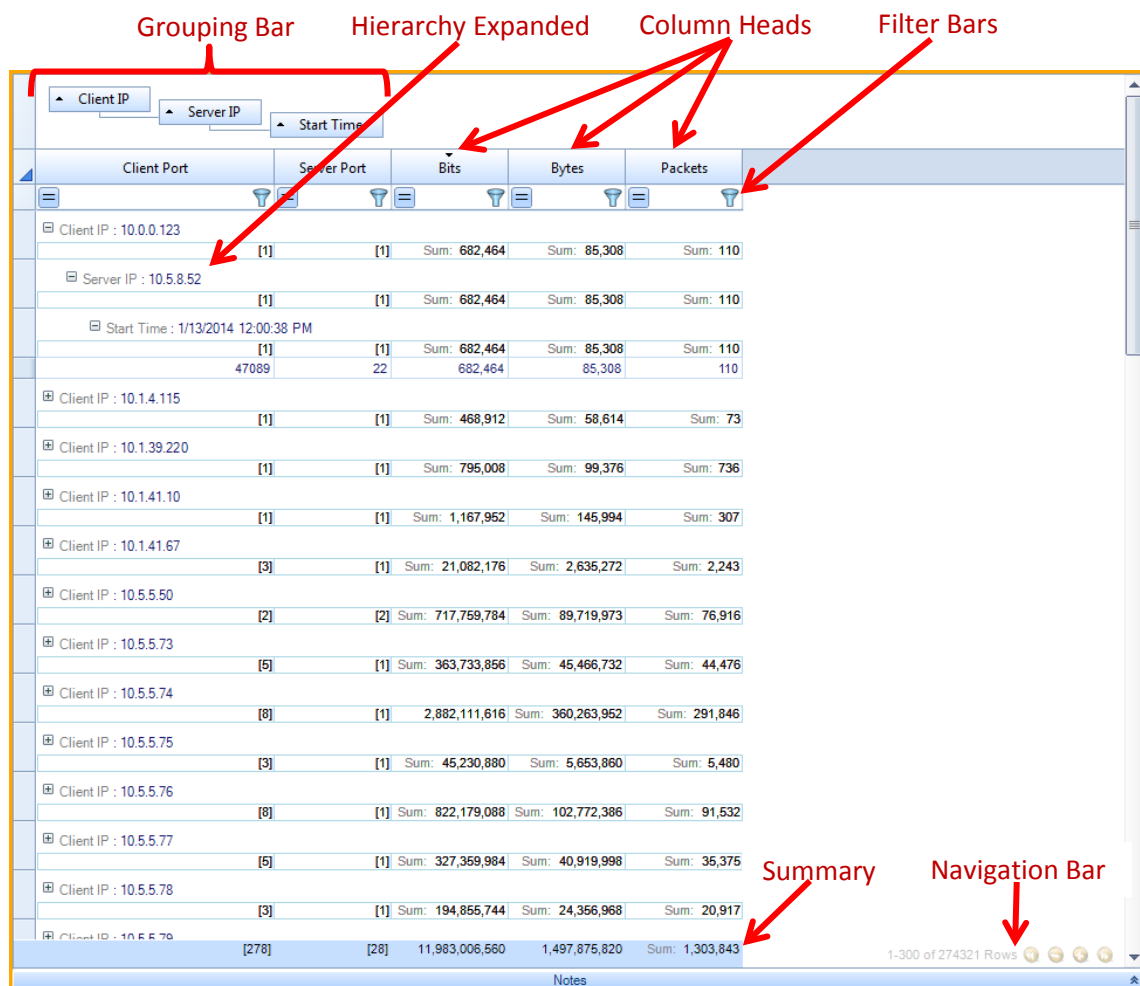 Grouping Bar Hierarchy Expanded Column Heads Filter Bars
Client IP
Server IP
Start Time
Client Port Server Port Bits Bytes Packets
Client IP : 10.0.0.123
[1] [1] Sum: 682,464 Sum: 85,308 Sum: 110
Server IP : 10.5.8.52
[1] [1] Sum: 682,464 Sum: 85,308 Sum: 110
Start Time : 1/13/2014 12:00:38 PM
[1] [1] Sum: 682,464 Sum: 85,308 Sum: 110
47089 22 682,464 85,308 110
Client IP : 10.1.4.115
[1] [1] Sum: 468,912 Sum: 58,614 Sum: 73
Client IP : 10.1.39.220
[1] [1] Sum: 795,008 Sum: 99,376 Sum: 736
Client IP : 10.1.41.10
[1] [1] Sum: 1,167,952 Sum: 145,994 Sum: 307
Client IP : 10.1.41.67
[3] [1] Sum: 21,082,176 Sum: 2,635,272 Sum: 2,243
Client IP : 10.5.5.50
[2] [2] Sum: 717,759,784 Sum: 89,719,973 Sum: 76,916
Client IP : 10.5.5.73
[5] [1] Sum: 363,733,856 Sum: 45,466,732 Sum: 44,476
Client IP : 10.5.5.74
[8] [1] 2,882,111,616 Sum: 360,263,952 Sum: 291,846
Client IP : 10.5.5.75
[3] [1] Sum: 45,230,880 Sum: 5,653,860 Sum: 5,480
Client IP : 10.5.5.76
[8] [1] Sum: 822,179,088 Sum: 102,772,386 Sum: 91,532
Client IP : 10.5.5.77
[5] [1] Sum: 327,359,984 Sum: 40,919,998 Sum: 35,375
Summary Navigation Bar
Client IP : 10.5.5.78
[3] [1] Sum: 194,855,744 Sum: 24,356,968 Sum: 20,917
Client IP : 10.5.5.79
[278] [28] 11,983,006,560 1,497,875,820 Sum: 1,303,843
1-300 of 274321 Rows
Notes